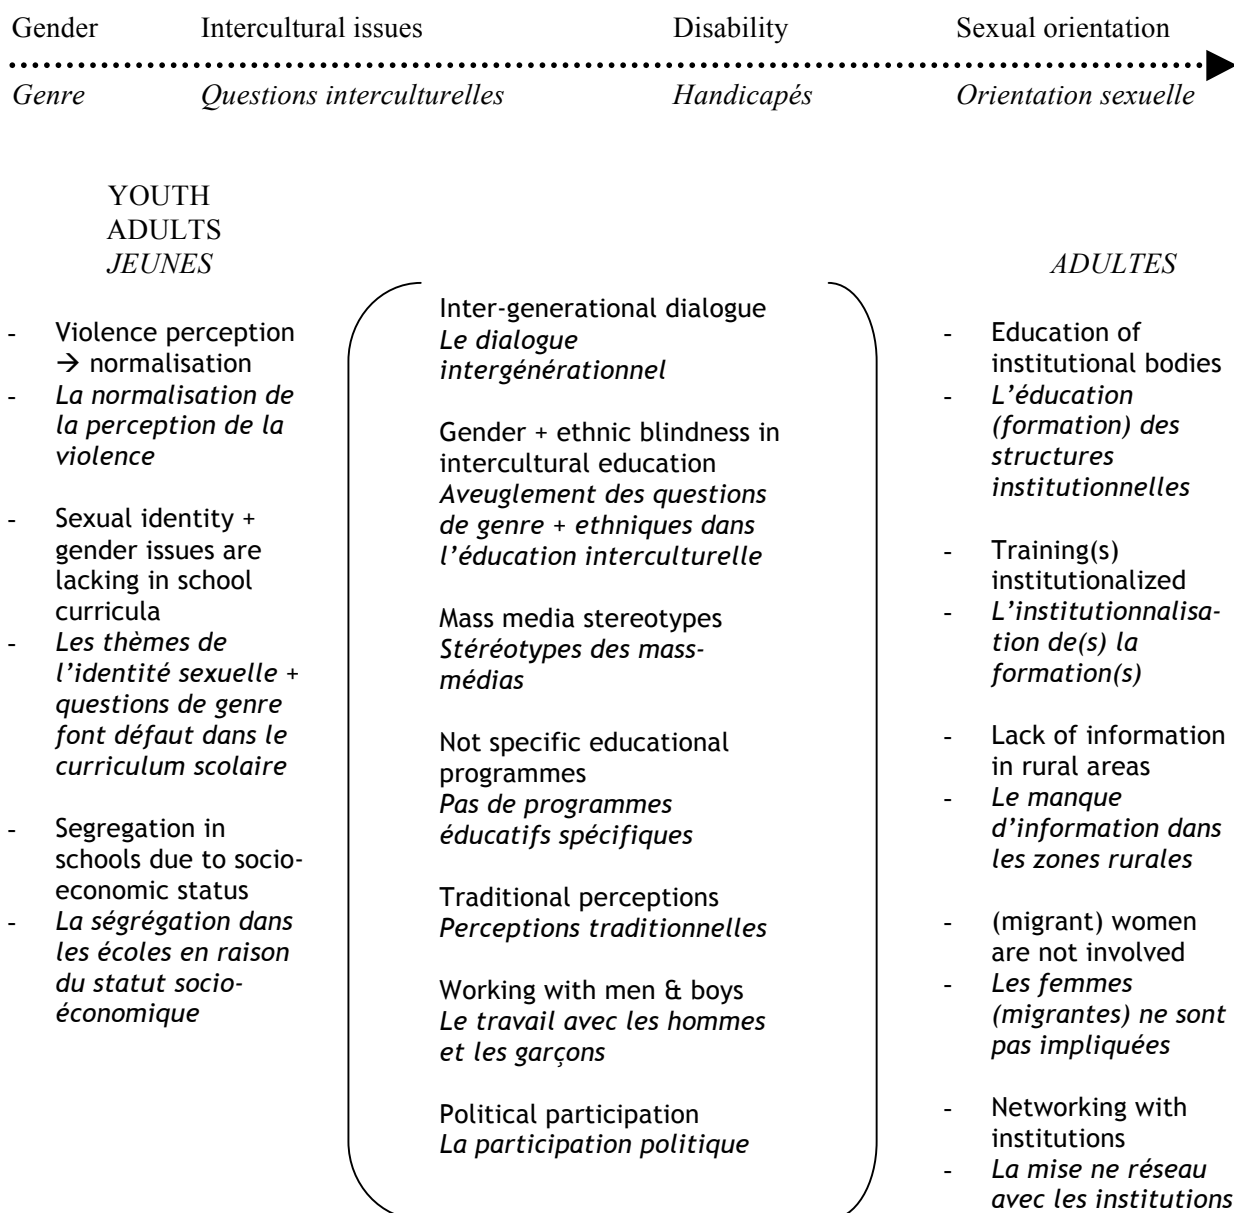 Gender Intercultural issues Disability Sexual orientation
Genre Questions interculturelles Handicapés Orientation sexuelle
YOUTH
ADULTS
JEUNES
ADULTES
- Violence perception
→ normalisation
- La normalisation de
la perception de la
violence
- Sexual identity +
gender issues are
lacking in school
curricula
- Les thèmes de
l’identité sexuelle +
questions de genre
font défaut dans le
curriculum scolaire
- Segregation in
schools due to socio-
economic status
- La ségrégation dans
les écoles en raison
du statut socio-
économique
Inter-generational dialogue
Le dialogue
intergénérationnel
Gender + ethnic blindness in
intercultural education
Aveuglement des questions
de genre + ethniques dans
l’éducation interculturelle
Mass media stereotypes
Stéréotypes des mass-
médias
Not specific educational
programmes
Pas de programmes
éducatifs spécifiques
Traditional perceptions
Perceptions traditionnelles
Working with men & boys
Le travail avec les hommes
et les garçons
Political participation
La participation politique
- Education of
institutional bodies
- L’éducation
(formation) des
structures
institutionnelles
- Training(s)
institutionalized
- L’institutionnalisa-
tion de(s) la
formation(s)
- Lack of information
in rural areas
- Le manque
d’information dans
les zones rurales
- (migrant) women
are not involved
- Les femmes
(migrantes) ne sont
pas impliquées
- Networking with
institutions
- La mise ne réseau
avec les institutions